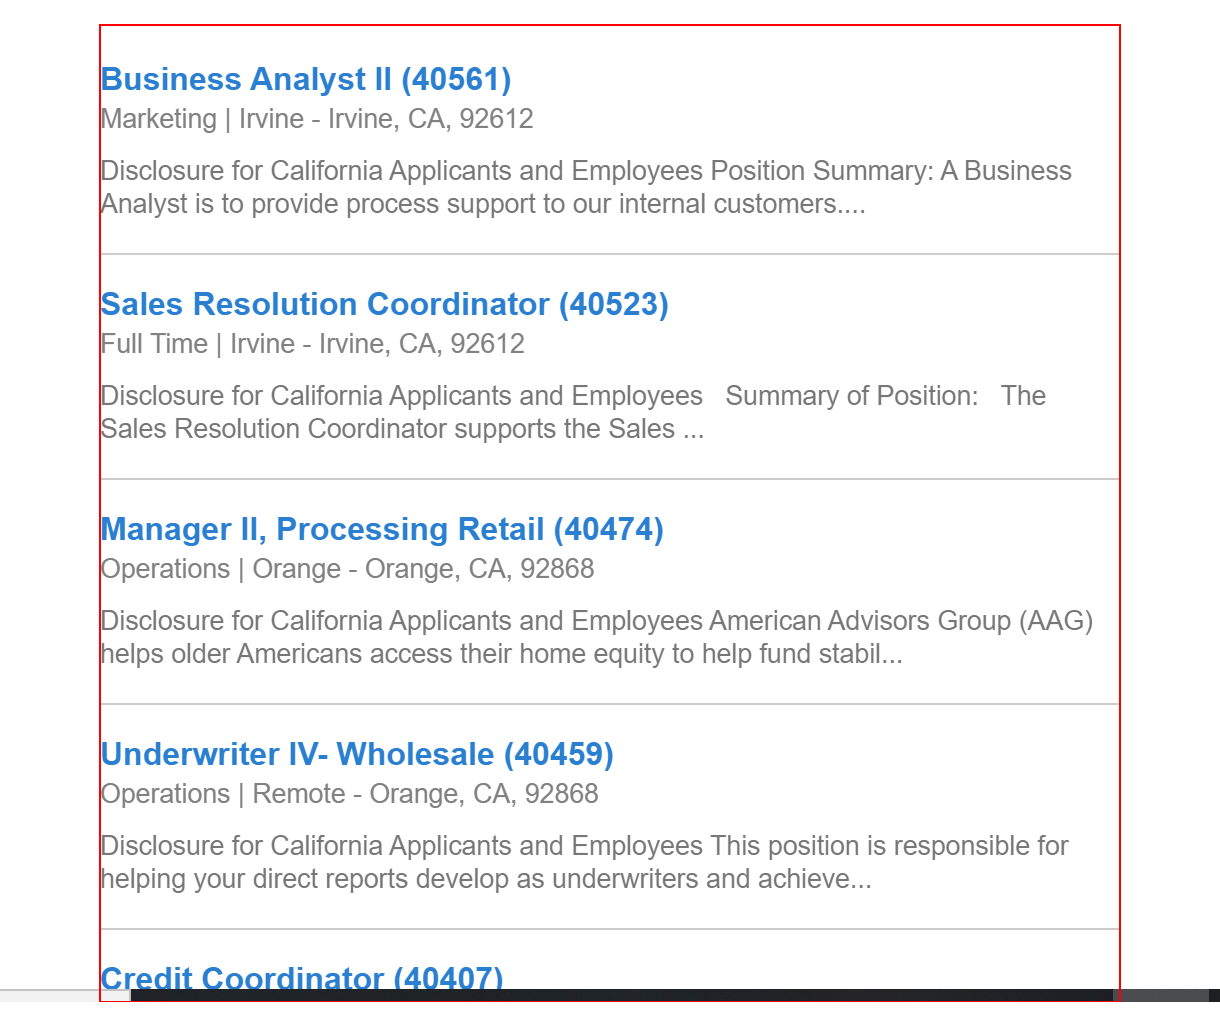 Business Analyst II (40561)
Marketing | Irvine - Irvine, CA, 92612
Disclosure for California Applicants and Employees Position Summary: A Business
Analyst is to provide process support to our internal customers....
Sales Resolution Coordinator (40523)
Full Time | Irvine - Irvine, CA, 92612
Disclosure for California Applicants and Employees   Summary of Position:   The
Sales Resolution Coordinator supports the Sales ...
Manager II, Processing Retail (40474)
Operations | Orange - Orange, CA, 92868
Disclosure for California Applicants and Employees American Advisors Group (AAG)
helps older Americans access their home equity to help fund stabil...
Underwriter IV- Wholesale (40459)
Operations | Remote - Orange, CA, 92868
Disclosure for California Applicants and Employees This position is responsible for
helping your direct reports develop as underwriters and achieve...
Credit Coordinator (40407)